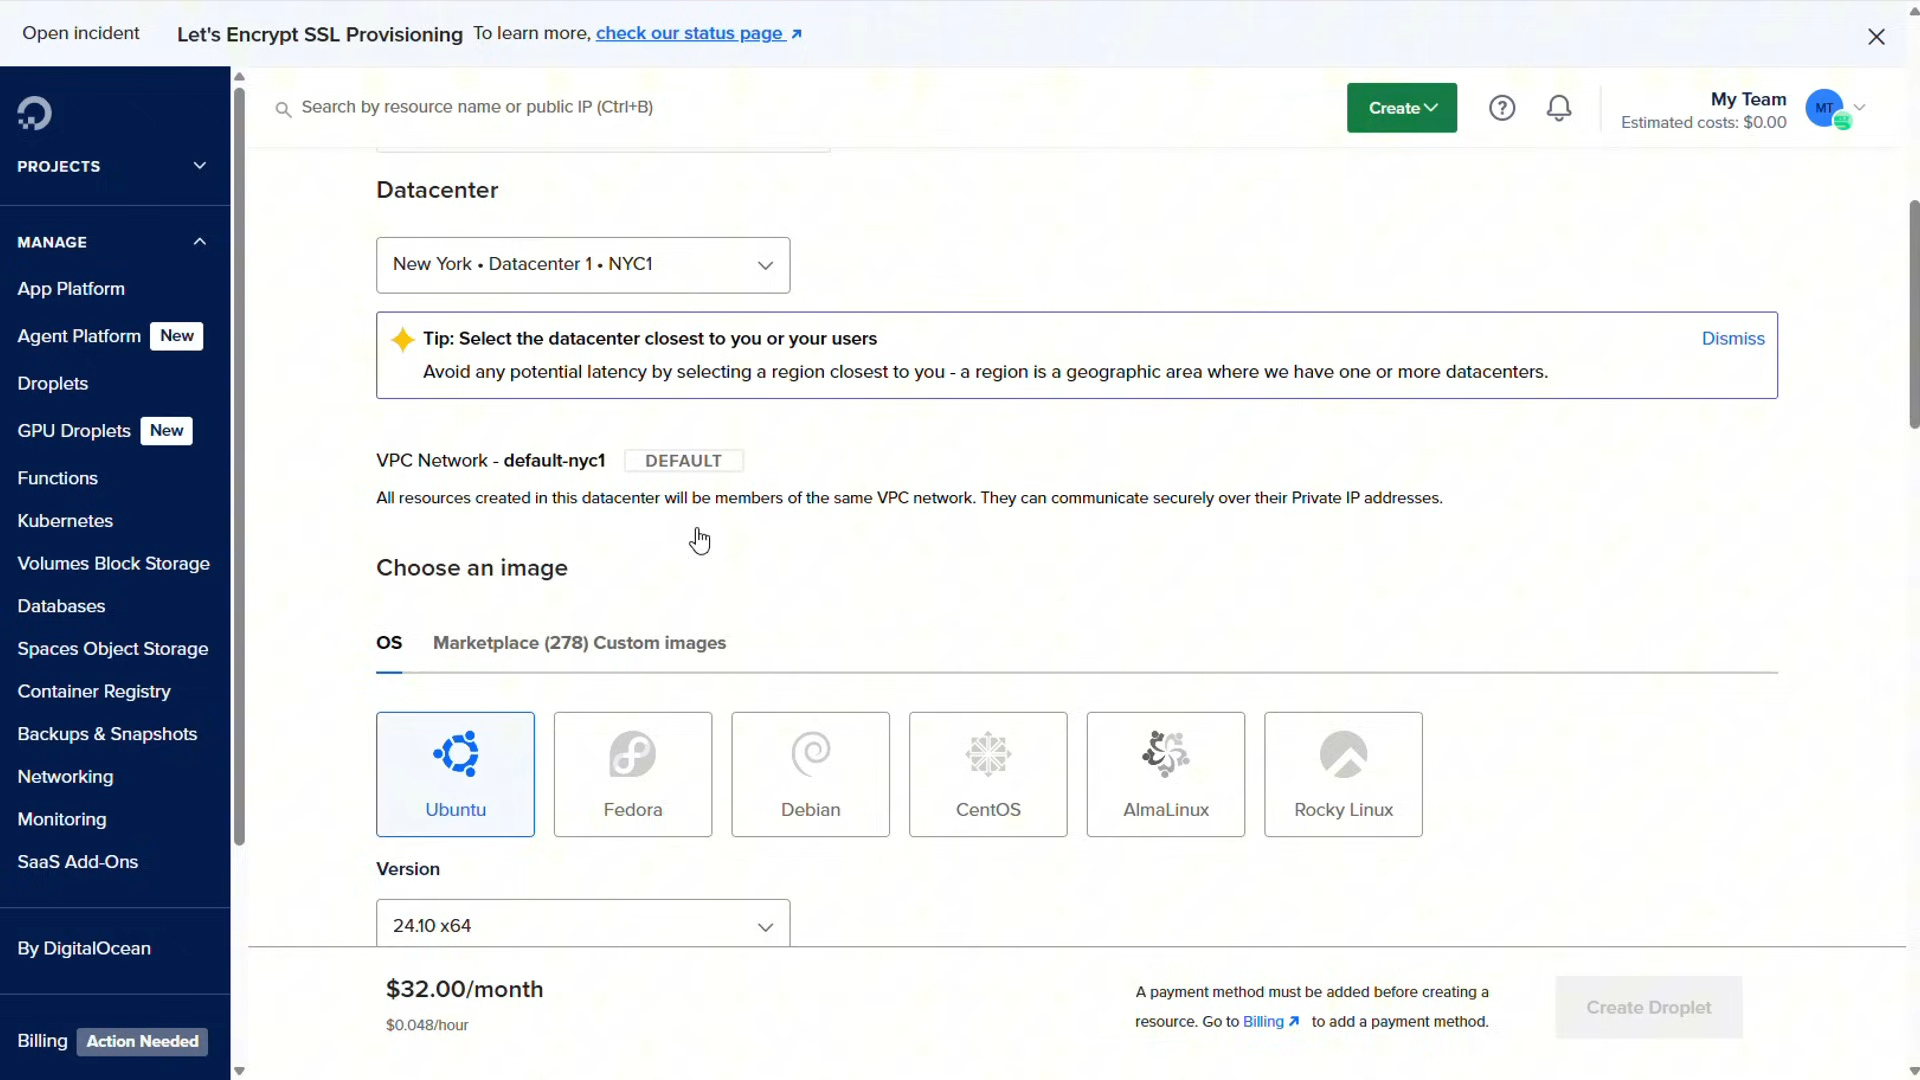 Open incident Let's Encrypt SSL Provisioning To learn more, check our status page
Search by resource name or public IP (Ctrl+B)
Create
My Team
Estimated costs: $0.00
MT
PROJECTS
MANAGE
App Platform
Agent Platform New
Droplets
GPU Droplets New
Functions
Kubernetes
Volumes Block Storage
Databases
Spaces Object Storage
Container Registry
Backups & Snapshots
Networking
Monitoring
SaaS Add-Ons
By DigitalOcean
Billing Action Needed
Datacenter
New York • Datacenter 1 • NYC1
Tip: Select the datacenter closest to you or your users
Dismiss
Avoid any potential latency by selecting a region closest to you - a region is a geographic area where we have one or more datacenters.
VPC Network - default-nyc1 DEFAULT
All resources created in this datacenter will be members of the same VPC network. They can communicate securely over their Private IP addresses.
Choose an image
OS Marketplace (278) Custom images
Ubuntu Fedora Debian CentOS AlmaLinux Rocky Linux
Version
24.10 x64
$32.00/month
$0.048/hour
A payment method must be added before creating a
resource. Go to Billing to add a payment method.
Create Droplet